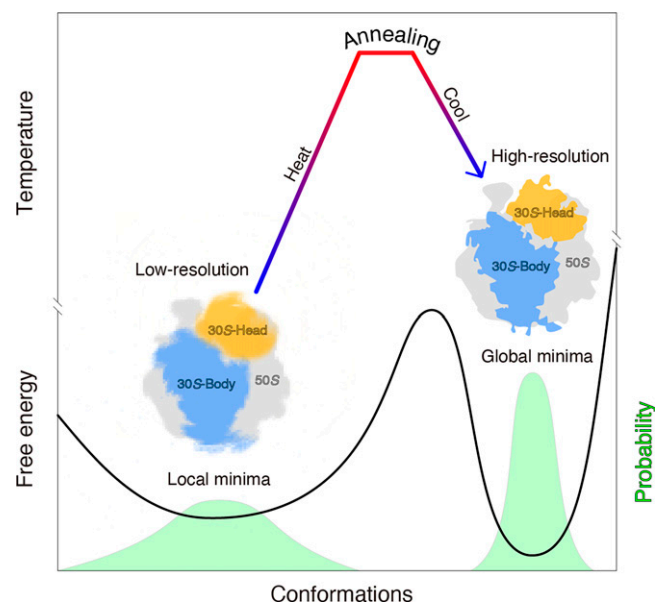 Annealing
Heat
Cool
Temperature
High-resolution
30S-Head
30S-Body
50S
Low-resolution
30S-Head
30S-Body
50S
Global minima
Local minima
Free energy
Probability
Conformations